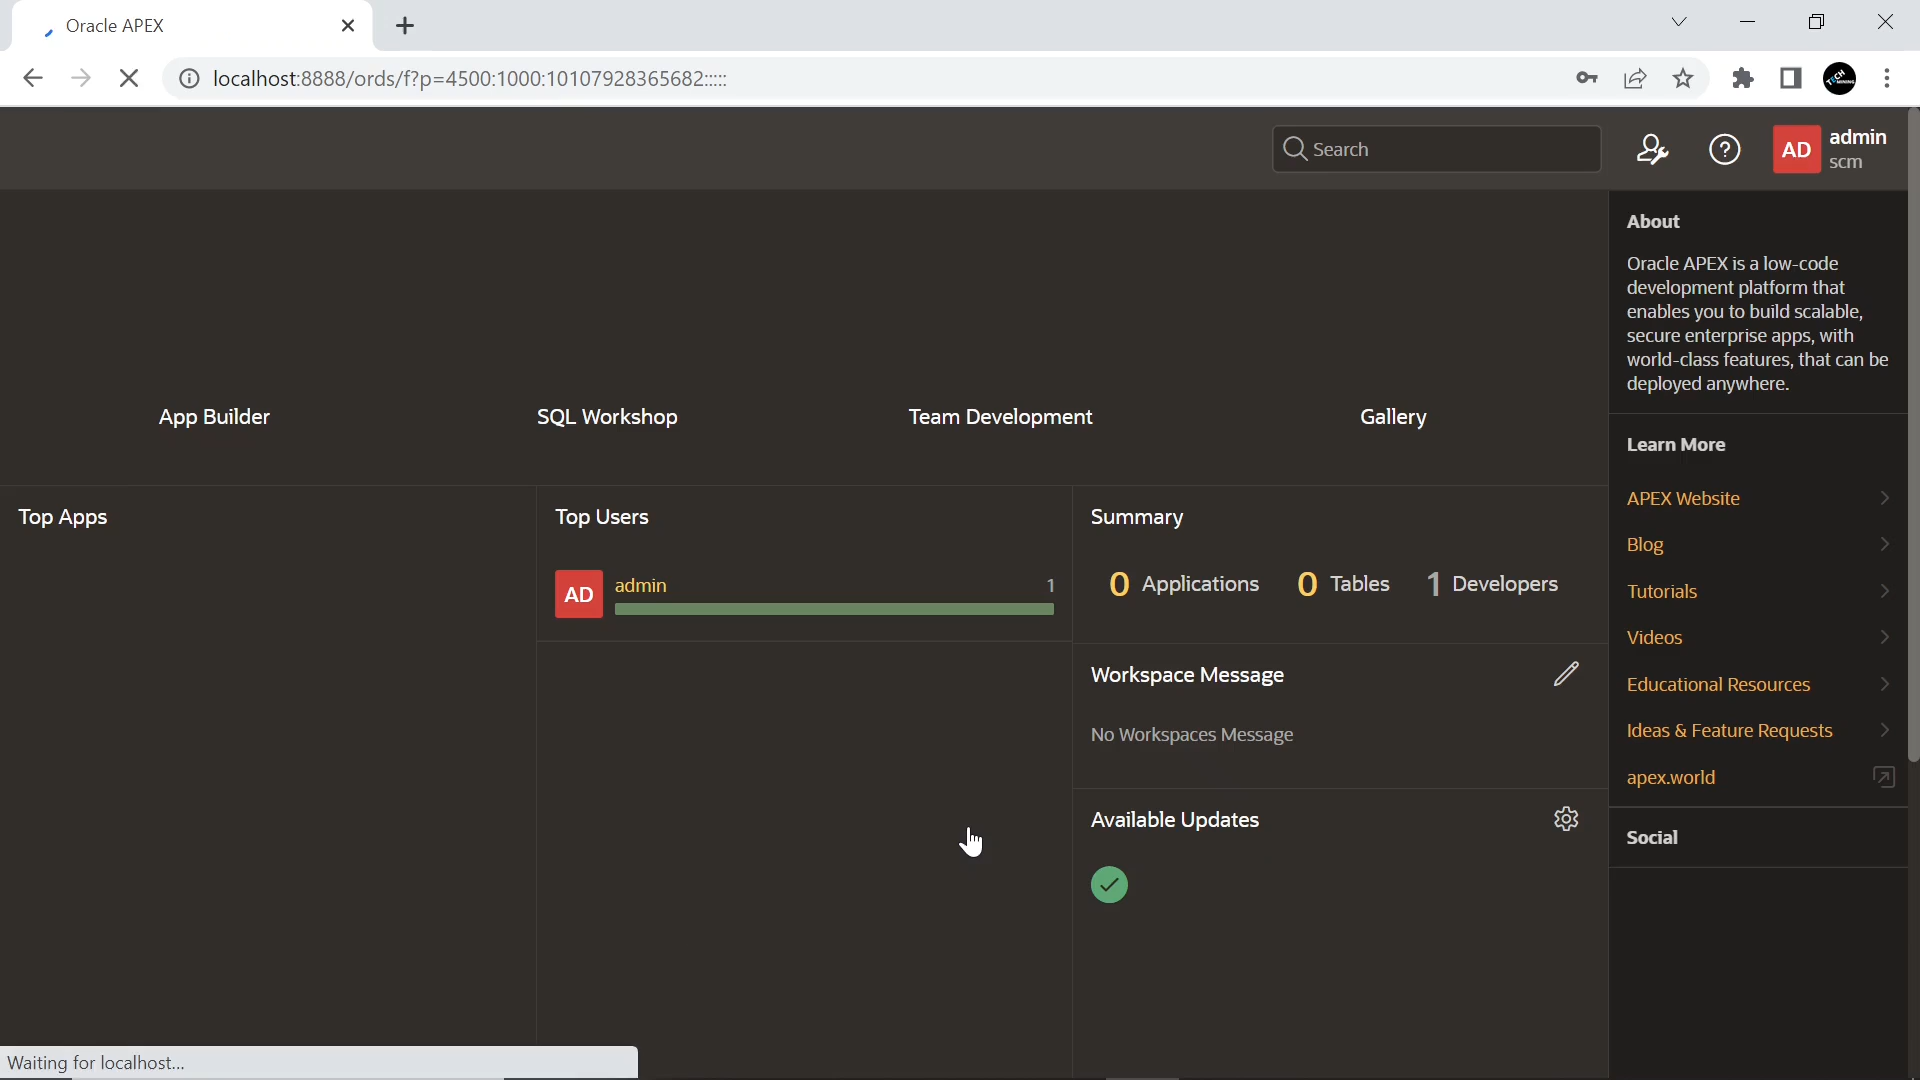 Oracle APEX
localhost:8888/ords/f?p=4500:1000:10107928365682:::::
TECH
MINING
Search
AD
admin
scm
App Builder
SQL Workshop
Team Development
Gallery
Top Apps
Top Users
AD
admin
1
Summary
0 Applications
0 Tables
1 Developers
Workspace Message
No Workspaces Message
Available Updates
About
Oracle APEX is a low-code
development platform that
enables you to build scalable,
secure enterprise apps, with
world-class features, that can be
deployed anywhere.
Learn More
APEX Website
Blog
Tutorials
Videos
Educational Resources
Ideas & Feature Requests
apex.world
Social
Waiting for localhost...